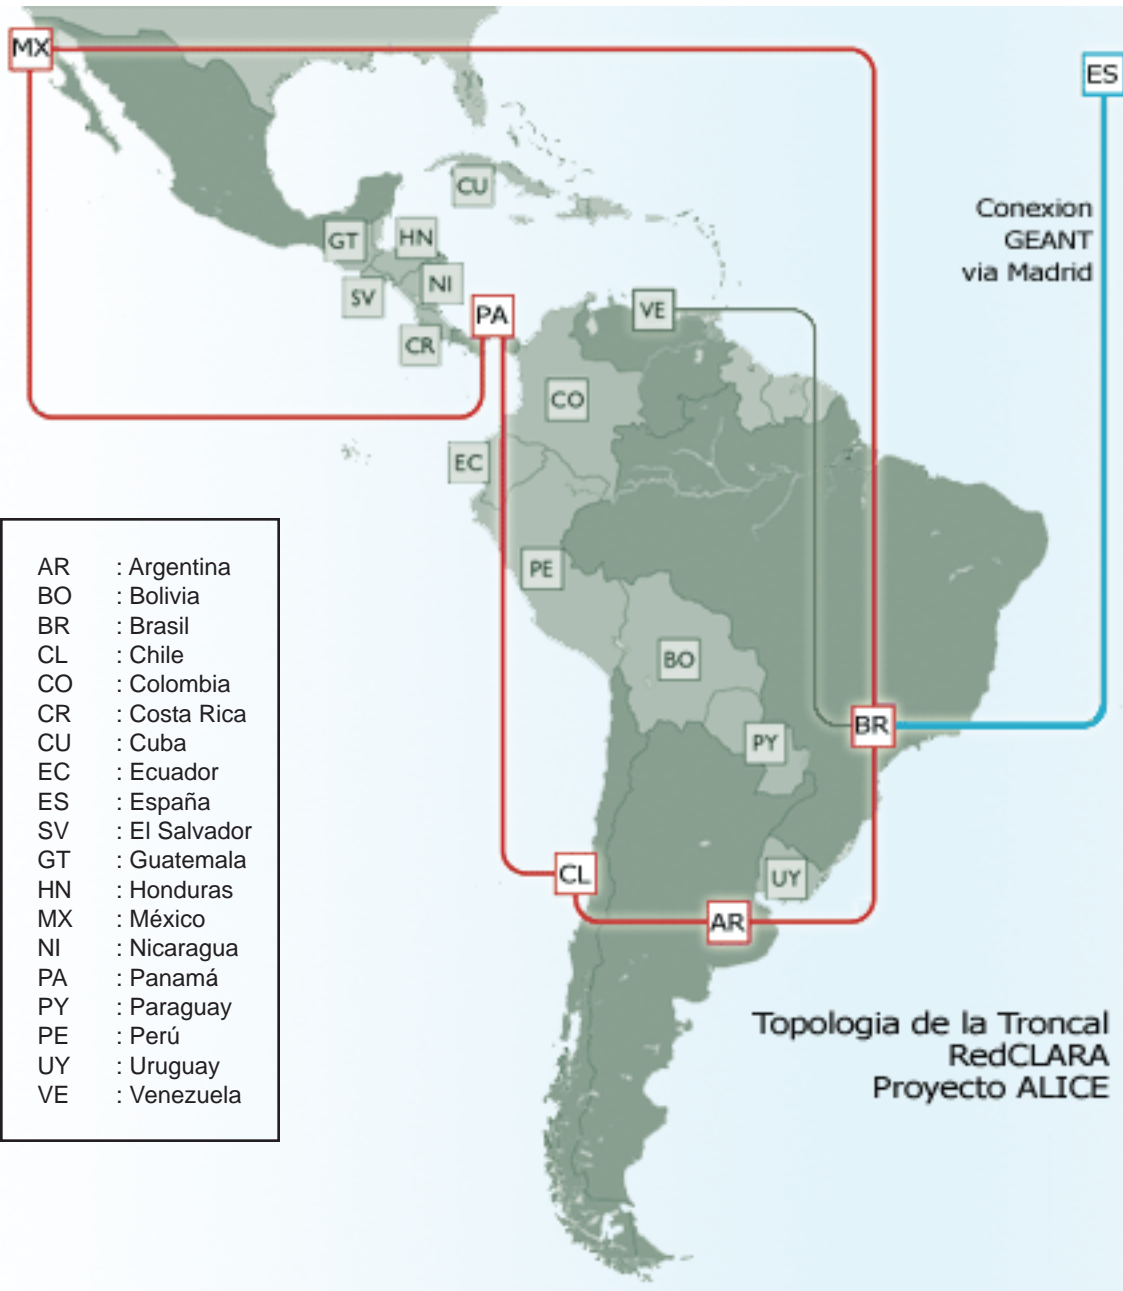 MX
ES
CU
Conexion
GEANT
via Madrid
GT
HN
NI
SV
PA
VE
CR
CO
EC
PE
BO
BR
PY
CL
UY
AR
AR : Argentina
BO : Bolivia
BR : Brasil
CL : Chile
CO : Colombia
CR : Costa Rica
CU : Cuba
EC : Ecuador
ES : España
SV : El Salvador
GT : Guatemala
HN : Honduras
MX : México
NI : Nicaragua
PA : Panamá
PY : Paraguay
PE : Perú
UY : Uruguay
VE : Venezuela
Topologia de la Troncal
RedCLARA
Proyecto ALICE